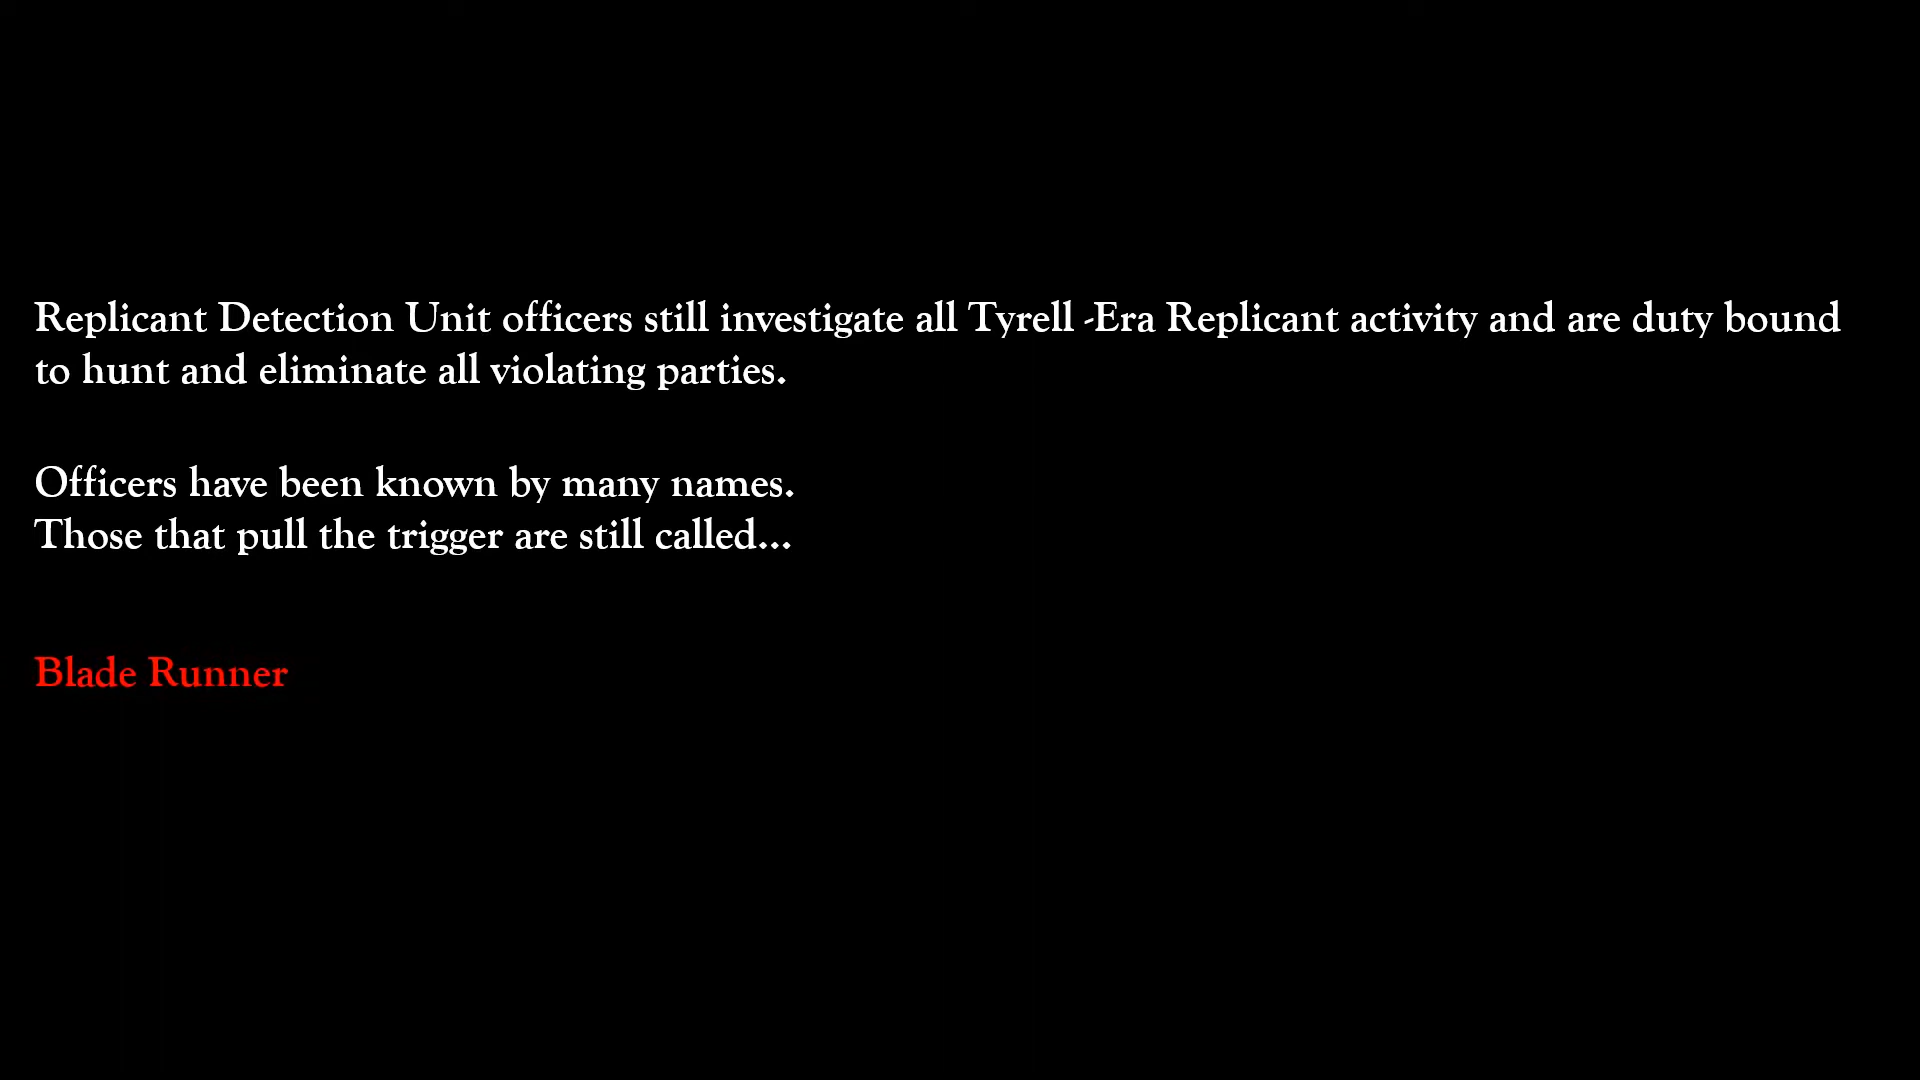 Replicant Detection Unit officers still investigate all Tyrell -Era Replicant activity and are duty bound
to hunt and eliminate all violating parties.
Officers have been known by many names.
Those that pull the trigger are still called...
Blade Runner